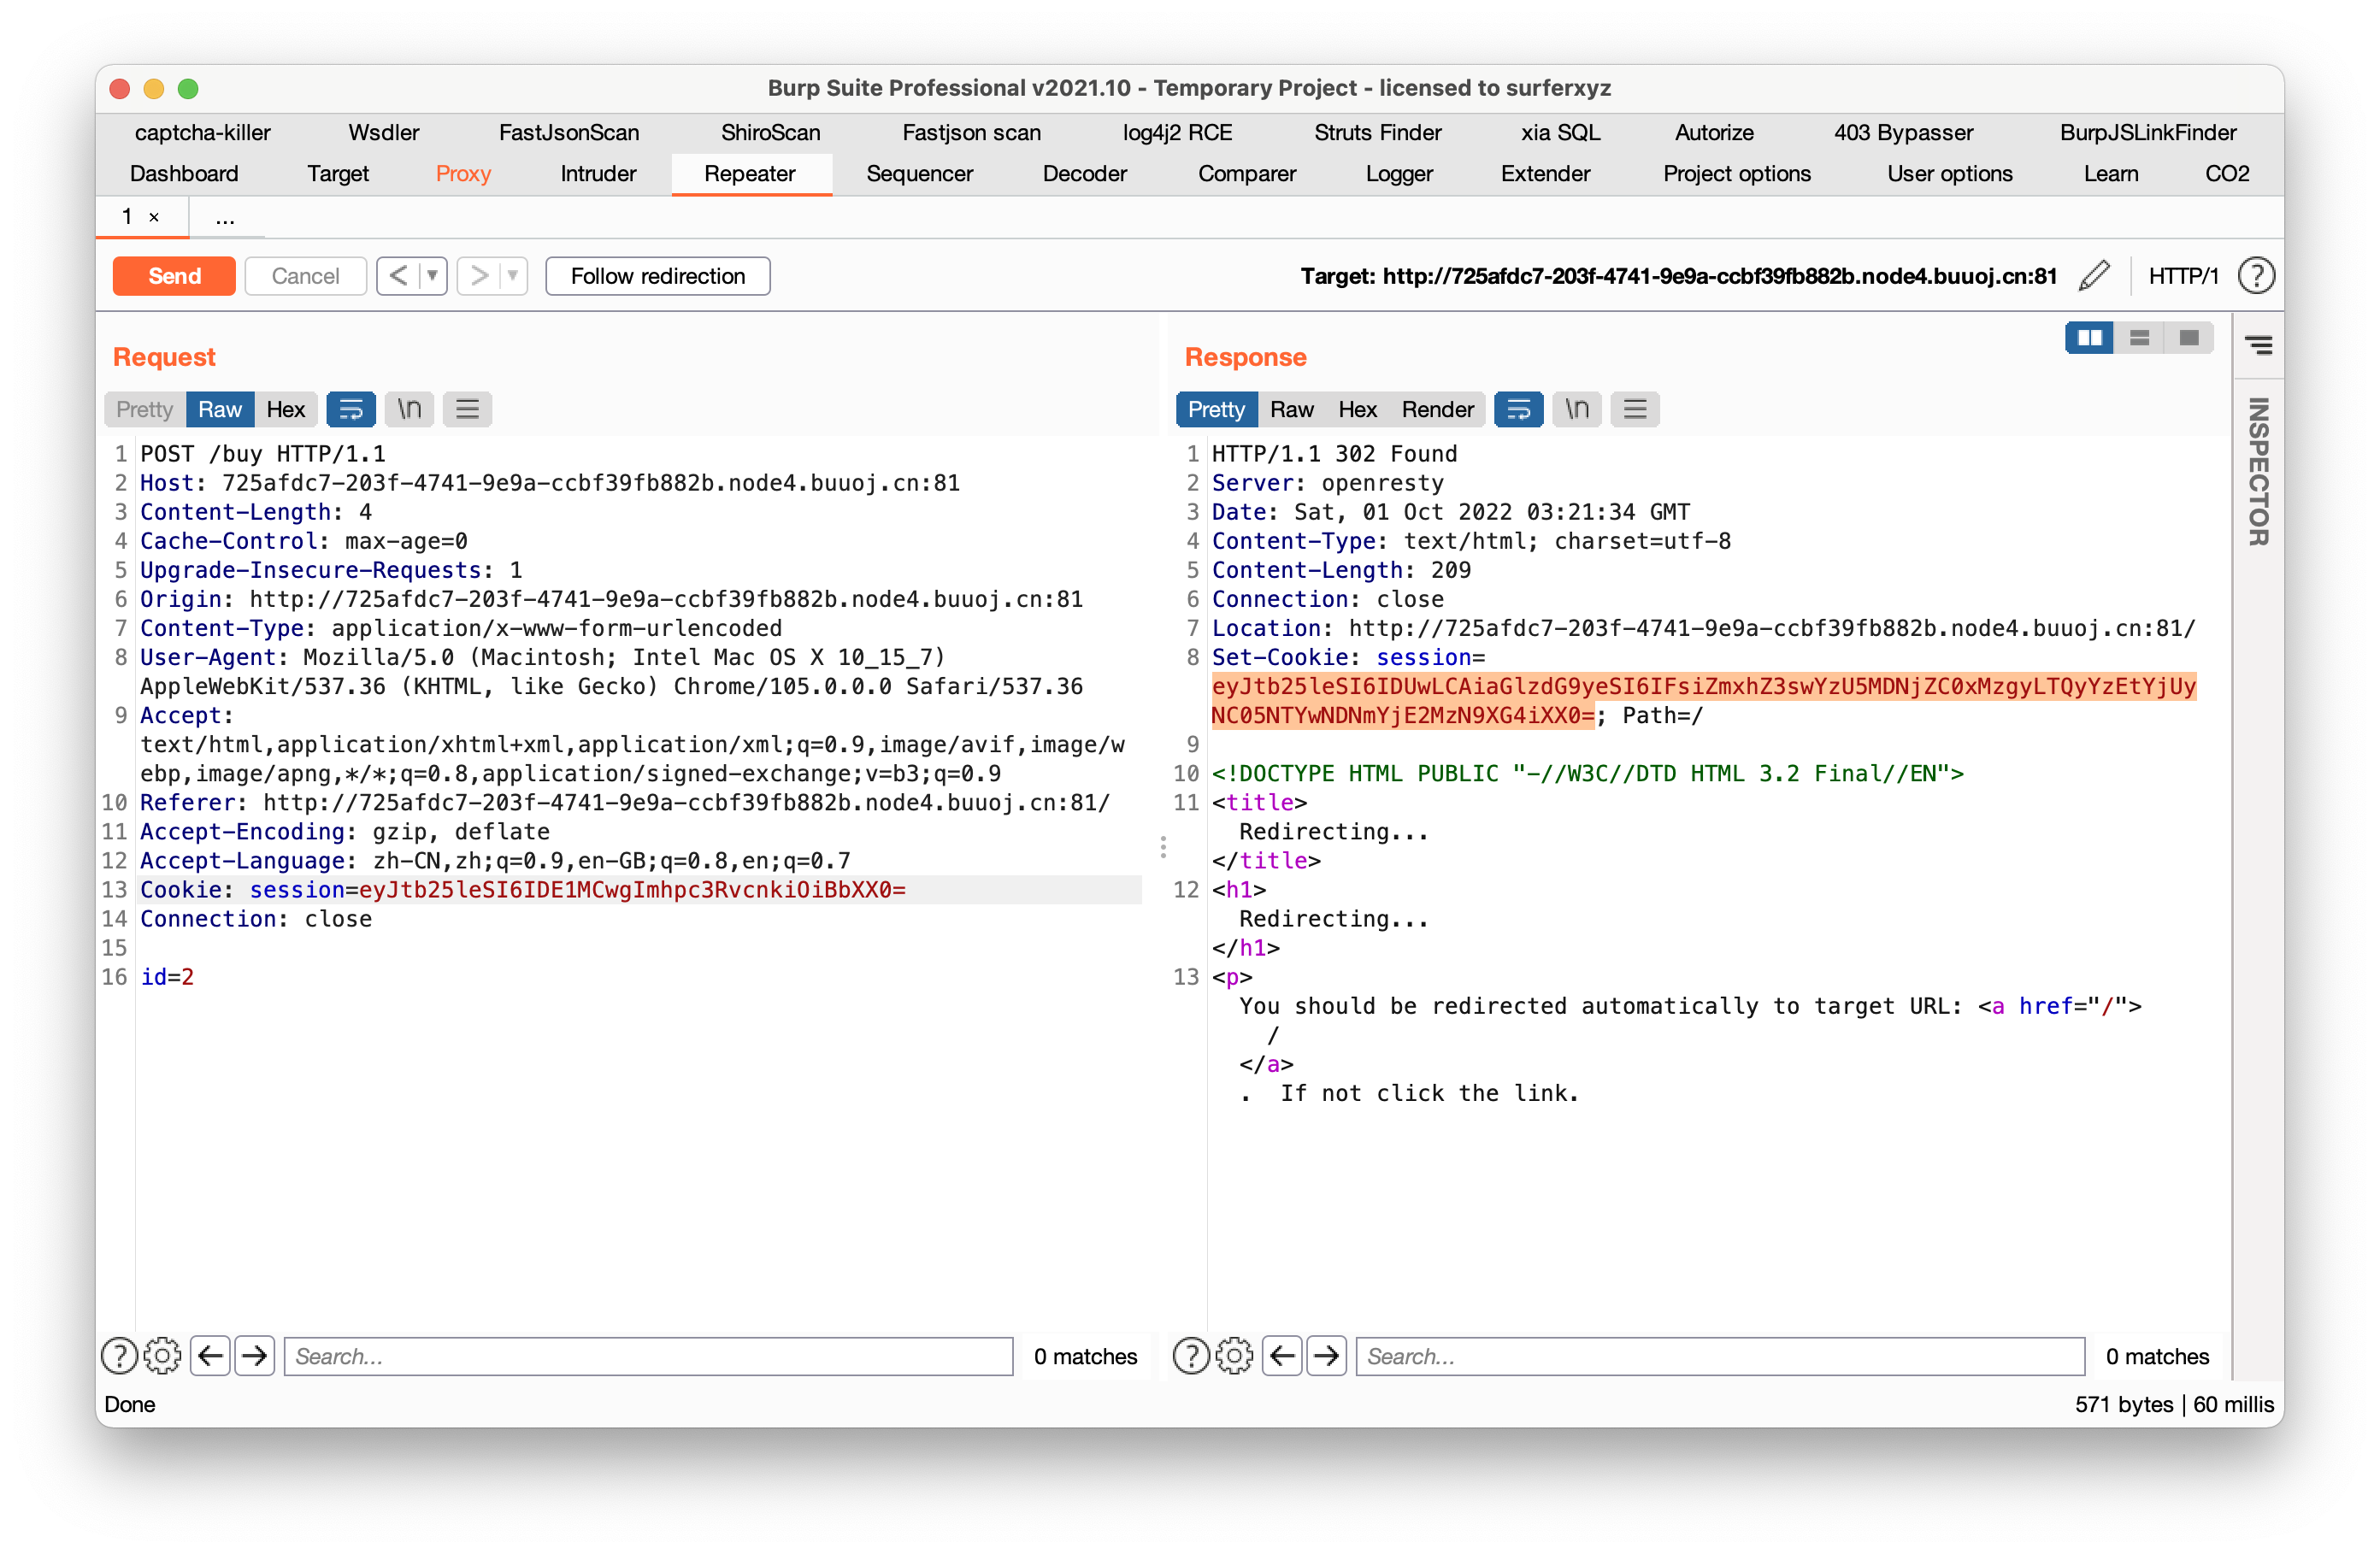 Burp Suite Professional v2021.10 - Temporary Project - licensed to surferxyz
captcha-killer Wsdler FastJsonScan ShiroScan Fastjson scan log4j2 RCE Struts Finder xia SQL Autorize 403 Bypasser BurpJSLinkFinder
Dashboard Target Proxy Intruder Repeater Sequencer Decoder Comparer Logger Extender Project options User options Learn CO2
1 × ...
Send Cancel < ▼ > ▼ Follow redirection Target: http://725afdc7-203f-4741-9e9a-ccbf39fb882b.node4.buuoj.cn:81 HTTP/1 ?
Request
Pretty Raw Hex \n
1 POST /buy HTTP/1.1
2 Host: 725afdc7-203f-4741-9e9a-ccbf39fb882b.node4.buuoj.cn:81
3 Content-Length: 4
4 Cache-Control: max-age=0
5 Upgrade-Insecure-Requests: 1
6 Origin: http://725afdc7-203f-4741-9e9a-ccbf39fb882b.node4.buuoj.cn:81
7 Content-Type: application/x-www-form-urlencoded
8 User-Agent: Mozilla/5.0 (Macintosh; Intel Mac OS X 10_15_7)
AppleWebKit/537.36 (KHTML, like Gecko) Chrome/105.0.0.0 Safari/537.36
9 Accept:
text/html,application/xhtml+xml,application/xml;q=0.9,image/avif,image/w
ebp,image/apng,*/*;q=0.8,application/signed-exchange;v=b3;q=0.9
10 Referer: http://725afdc7-203f-4741-9e9a-ccbf39fb882b.node4.buuoj.cn:81/
11 Accept-Encoding: gzip, deflate
12 Accept-Language: zh-CN,zh;q=0.9,en-GB;q=0.8,en;q=0.7
13 Cookie: session=eyJtb25leSI6IDE1MCwgImhpc3RvcnkiOiBbXX0=
14 Connection: close
15
16 id=2
? Search... 0 matches
Response
Pretty Raw Hex Render \n
1 HTTP/1.1 302 Found
2 Server: openresty
3 Date: Sat, 01 Oct 2022 03:21:34 GMT
4 Content-Type: text/html; charset=utf-8
5 Content-Length: 209
6 Connection: close
7 Location: http://725afdc7-203f-4741-9e9a-ccbf39fb882b.node4.buuoj.cn:81/
8 Set-Cookie: session=
eyJtb25leSI6IDUwLCAiaGlzdG9yeSI6IFsiZmxhZ3swYzU5MDNjZC0xMzgyLTQyYzEtYjUy
NC05NTYwNDNmYjE2MzN9XG4iXX0=; Path=/
9
10 <!DOCTYPE HTML PUBLIC "-//W3C//DTD HTML 3.2 Final//EN">
11 <title>
Redirecting...
</title>
12 <h1>
Redirecting...
</h1>
13 <p>
You should be redirected automatically to target URL: <a href="/">
/
</a>
. If not click the link.
? Search... 0 matches
INSPECTOR
Done 571 bytes | 60 millis